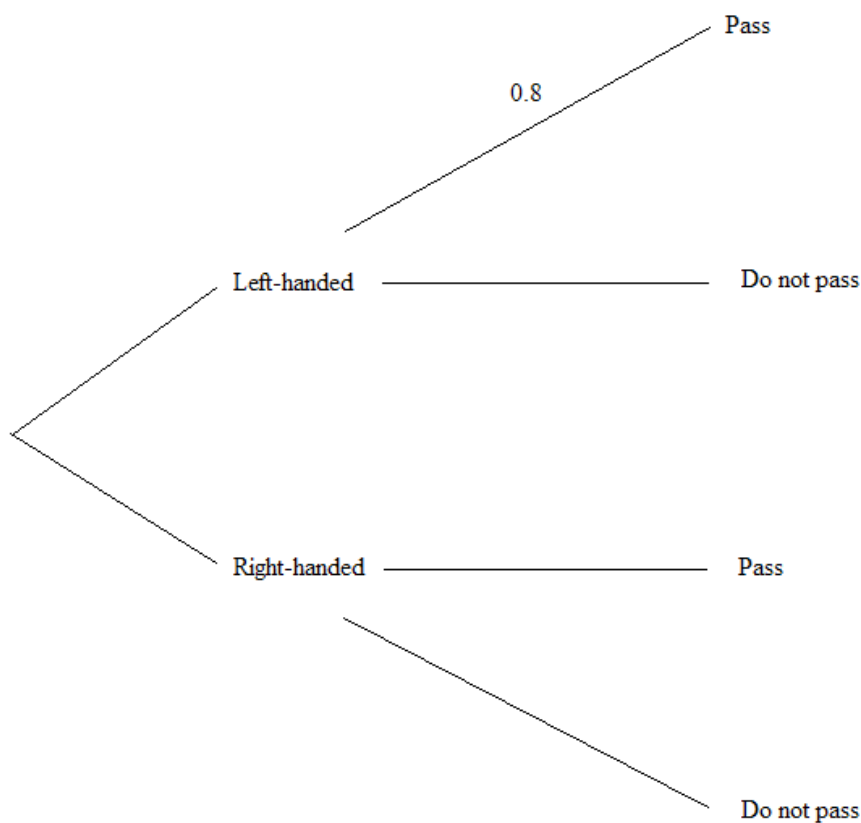 Pass
0.8
Left-handed
Do not pass
Right-handed
Pass
Do not pass